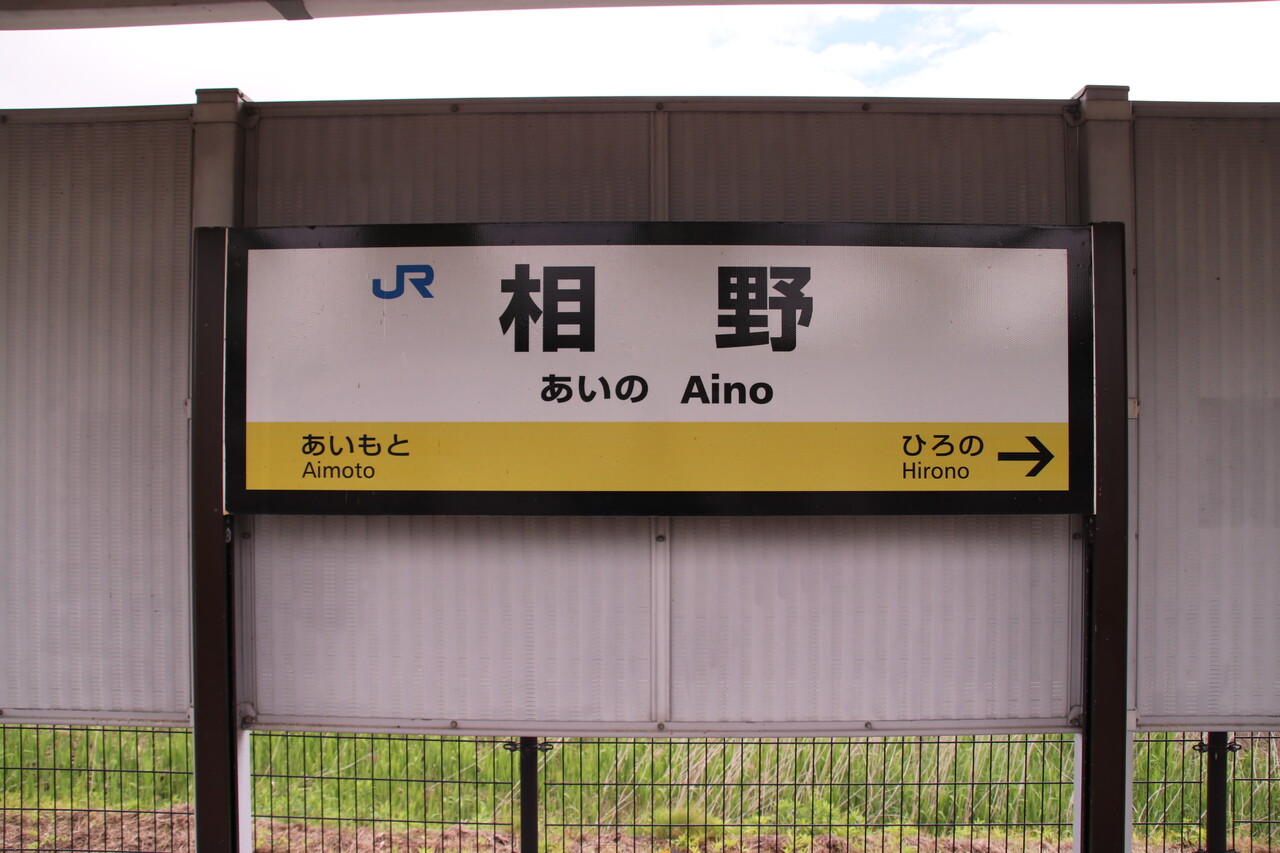 JR 相野
あいの Aino
あいもと ひろの →
Aimoto Hirono